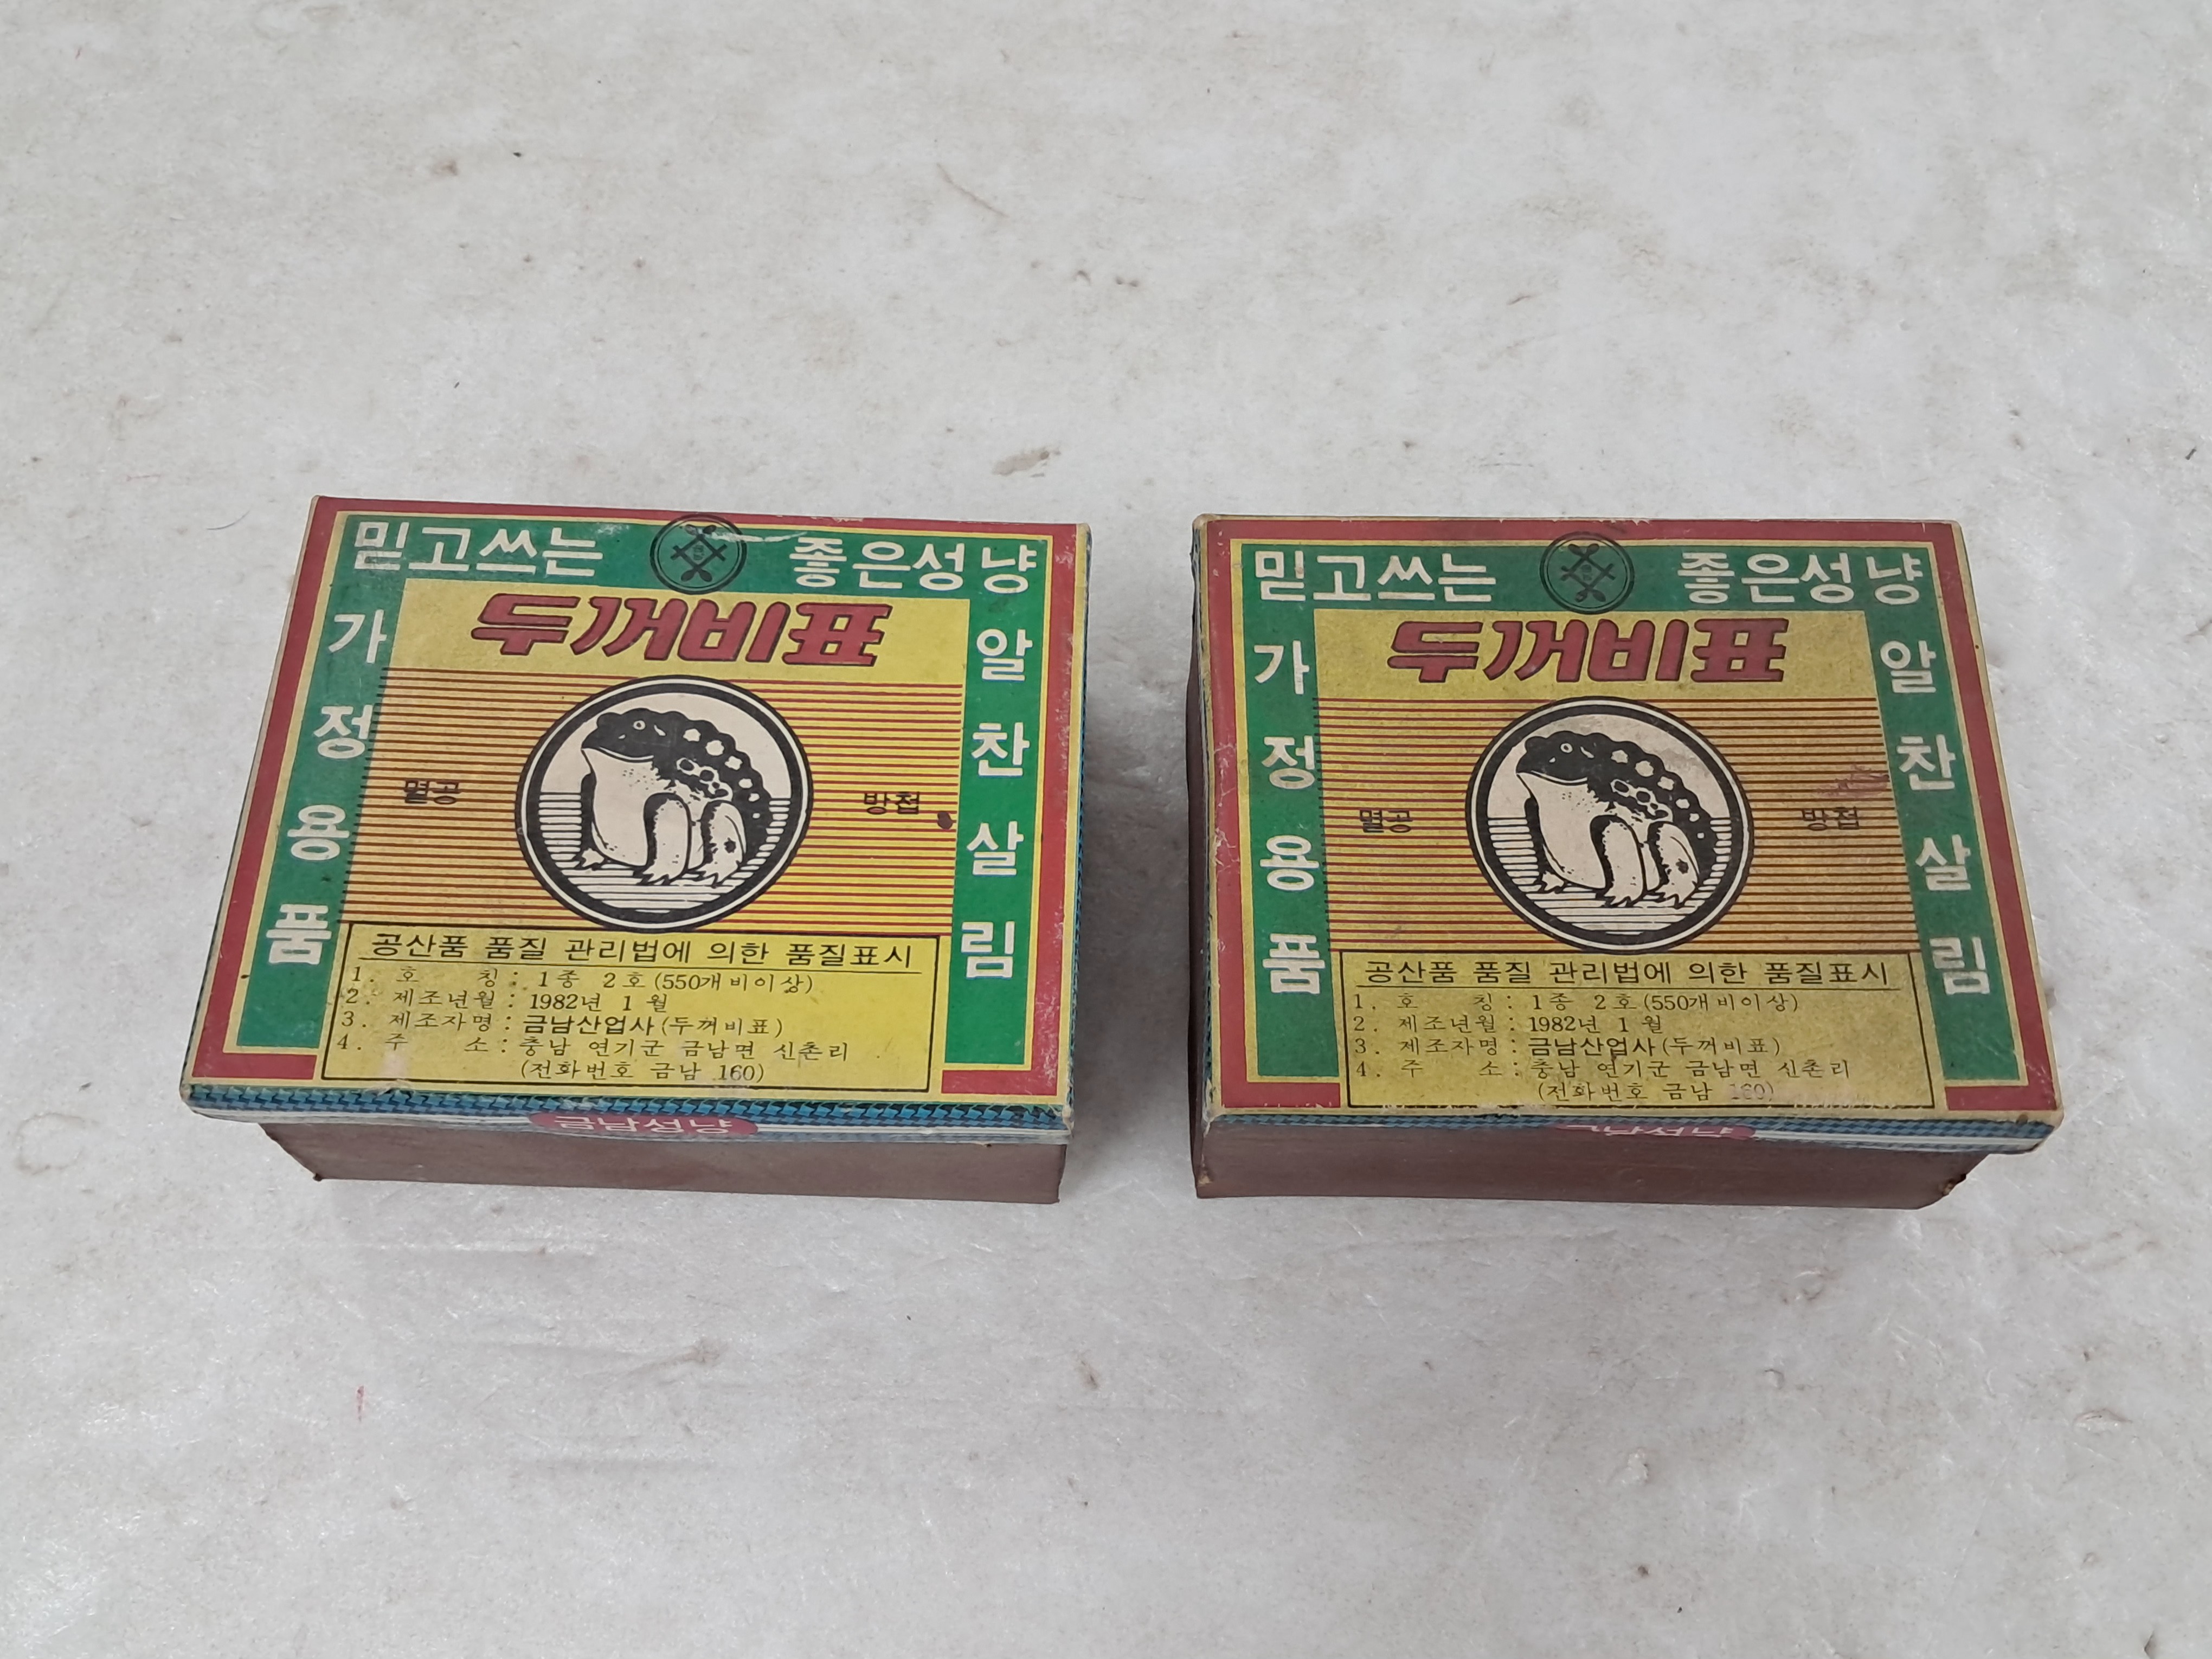 믿고쓰는 좋은성냥
가정용품
알찬살림
두꺼비표
멸공 방첩
공산품 품질 관리법에 의한 품질표시
1. 호 칭 : 1종 2호 (550개비이상)
2. 제조년월 : 1982년 1월
3. 제조자명 : 금남산업사 (두꺼비표)
4. 주 소 : 충남 연기군 금남면 신촌리
(전화번호 금남 160)
금남성냥
믿고쓰는 좋은성냥
가정용품
알찬살림
두꺼비표
멸공 방첩
공산품 품질 관리법에 의한 품질표시
1. 호 칭 : 1종 2호 (550개비이상)
2. 제조년월 : 1982년 1월
3. 제조자명 : 금남산업사 (두꺼비표)
4. 주 소 : 충남 연기군 금남면 신촌리
(전화번호 금남 160)
금남성냥